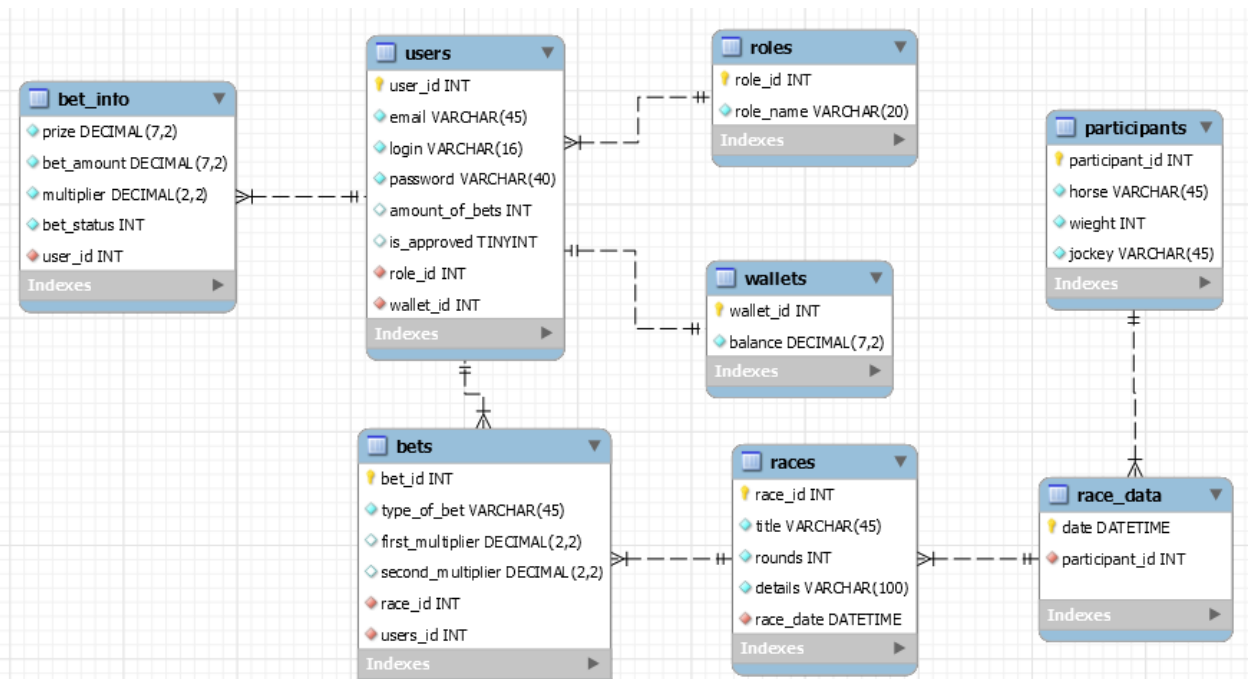 bet_info
prize DECIMAL(7,2)
bet_amount DECIMAL(7,2)
multiplier DECIMAL(2,2)
bet_status INT
user_id INT
Indexes
users
user_id INT
email VARCHAR(45)
login VARCHAR(16)
password VARCHAR(40)
amount_of_bets INT
is_approved TINYINT
role_id INT
wallet_id INT
Indexes
roles
role_id INT
role_name VARCHAR(20)
Indexes
wallets
wallet_id INT
balance DECIMAL(7,2)
Indexes
participants
participant_id INT
horse VARCHAR(45)
wieght INT
jockey VARCHAR(45)
Indexes
bets
bet_id INT
type_of_bet VARCHAR(45)
first_multiplier DECIMAL(2,2)
second_multiplier DECIMAL(2,2)
race_id INT
users_id INT
Indexes
races
race_id INT
title VARCHAR(45)
rounds INT
details VARCHAR(100)
race_date DATETIME
Indexes
race_data
date DATETIME
participant_id INT
Indexes